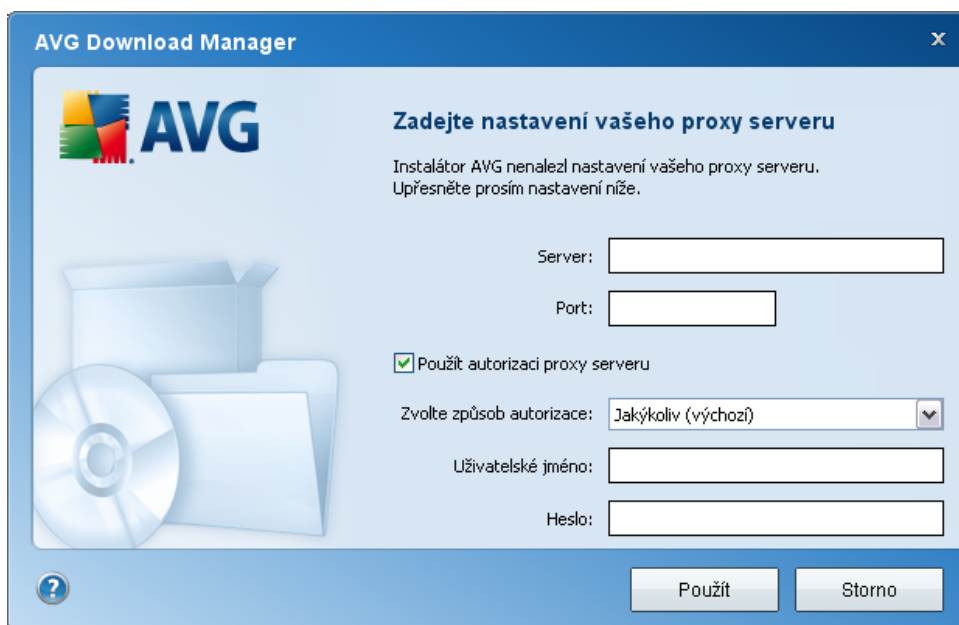 AVG Download Manager
x
AVG
Zadejte nastavení vašeho proxy serveru
Instalátor AVG nenalezl nastavení vašeho proxy serveru.
Upřesněte prosím nastavení níže.
Server:
Port:
Použít autorizaci proxy serveru
Zvolte způsob autorizace: Jakýkoliv (výchozí)
Uživatelské jméno:
Heslo:
? Použít Storno